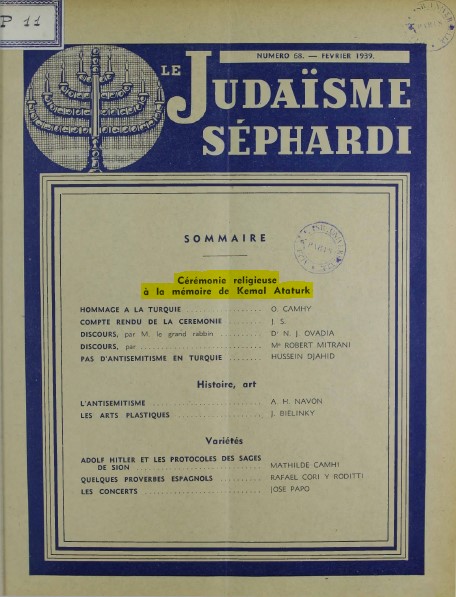 P 11
NUMERO 68. — FEVRIER 1939.
LE JUDAÏSME
SÉPHARDI
SOMMAIRE
Cérémonie religieuse
à la mémoire de Kemal Ataturk
HOMMAGE A LA TURQUIE . . . . . . . . . . . . O. CAMHY
COMPTE RENDU DE LA CEREMONIE . . . . . . J. S.
DISCOURS, par M. le grand rabbin . . . . . . Dr N. J. OVADIA
DISCOURS, par . . . . . . . . . . . . Me ROBERT MITRANI
PAS D'ANTISEMITISME EN TURQUIE . . . . . . HUSSEIN DJAHID
Histoire, art
L'ANTISEMITISME . . . . . . . . . . . . A. H. NAVON
LES ARTS PLASTIQUES . . . . . . . . . . . . J. BIELINKY
Variétés
ADOLF HITLER ET LES PROTOCOLES DES SAGES
DE SION . . . . . . . . . . . . MATHILDE CAMHI
QUELQUES PROVERBES ESPAGNOLS . . . . . . RAFAEL CORI Y RODITTI
LES CONCERTS . . . . . . . . . . . . JOSE PAPO